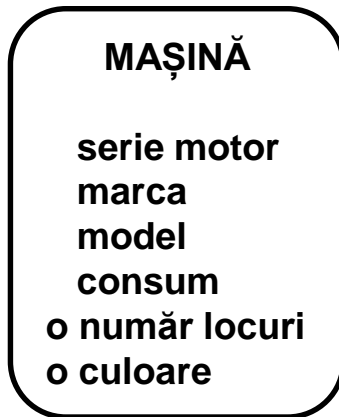 MAȘINĂ
serie motor
marca
model
consum
o număr locuri
o culoare